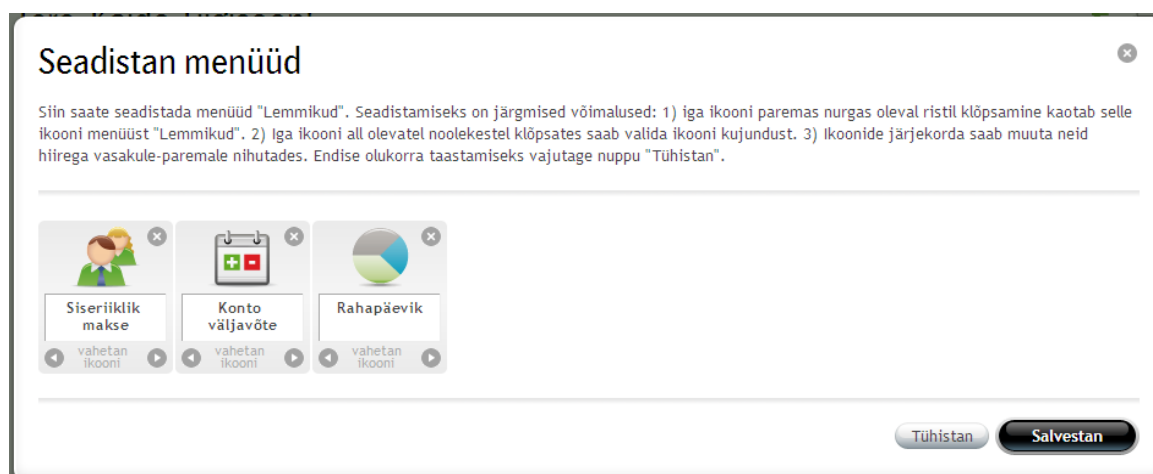 Seadistan menüüd
Siin saate seadistada menüüd "Lemmikud". Seadistamiseks on järgmised võimalused: 1) iga ikooni paremas nurgas oleval ristil klõpsamine kaotab selle
ikooni menüüst "Lemmikud". 2) Iga ikooni all olevatel noolekestel klõpsates saab valida ikooni kujundust. 3) Ikoonide järjekorda saab muuta neid
hiirega vasakule-paremale nihutades. Endise olukorra taastamiseks vajutage nuppu "Tühistan".
Siseriiklik
makse
vahetan
ikooni
Konto
väljavõte
vahetan
ikooni
Rahapäevik
vahetan
ikooni
Tühistan
Salvestan